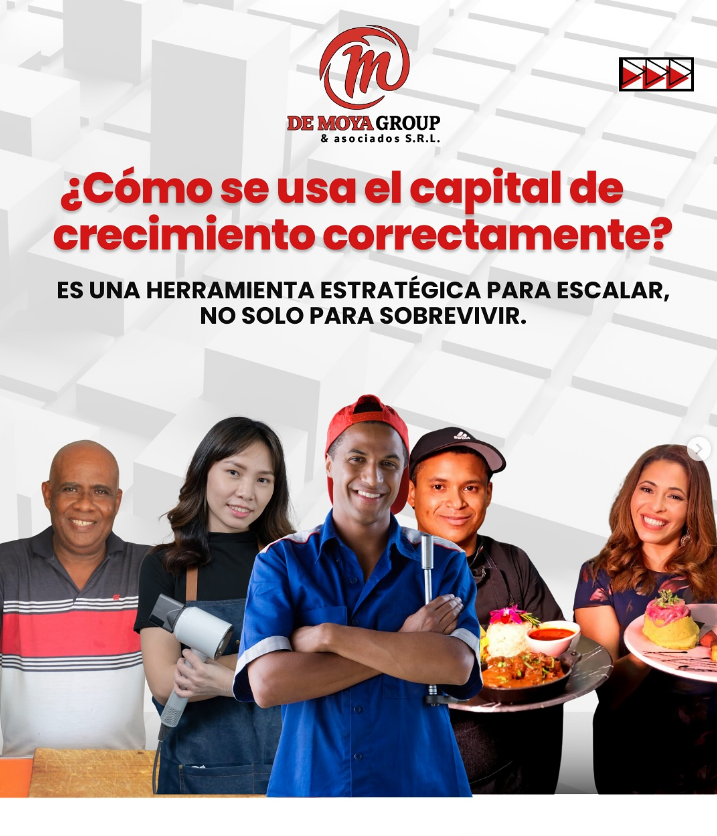 m
DE MOYA GROUP
& asociados S.R.L.
¿Cómo se usa el capital de
crecimiento correctamente?
ES UNA HERRAMIENTA ESTRATÉGICA PARA ESCALAR,
NO SOLO PARA SOBREVIVIR.